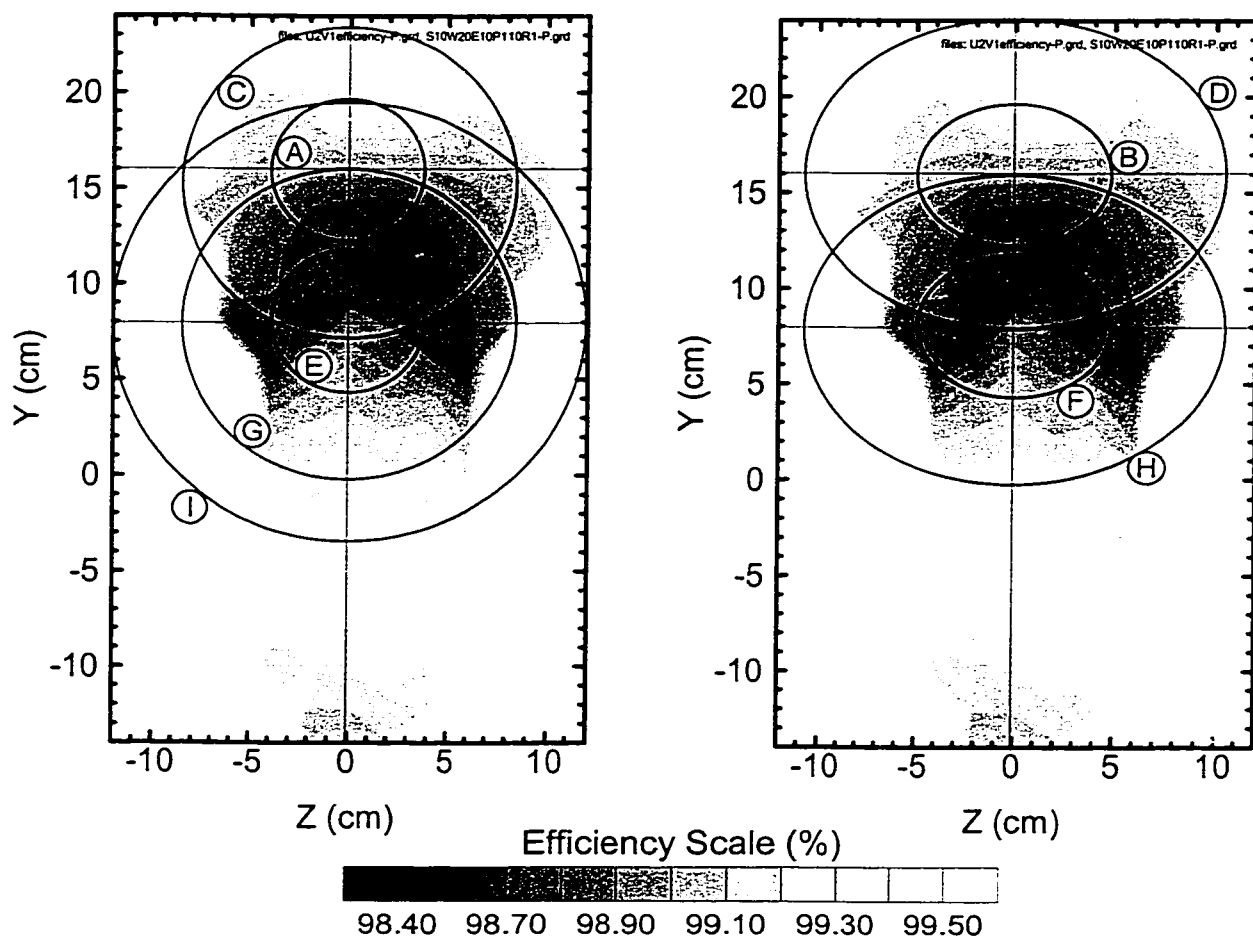 files: U2V1efficiency-P.grd, S10W20E10P110R1-P.grd
C
A
E
G
I
20
15
10
5
0
-5
-10
Y (cm)
-10 -5 0 5 10
Z (cm)
files: U2V1efficiency-P.grd, S10W20E10P110R1-P.grd
D
B
F
H
20
15
10
5
0
-5
-10
Y (cm)
-10 -5 0 5 10
Z (cm)
Efficiency Scale (%)
98.40 98.70 98.90 99.10 99.30 99.50